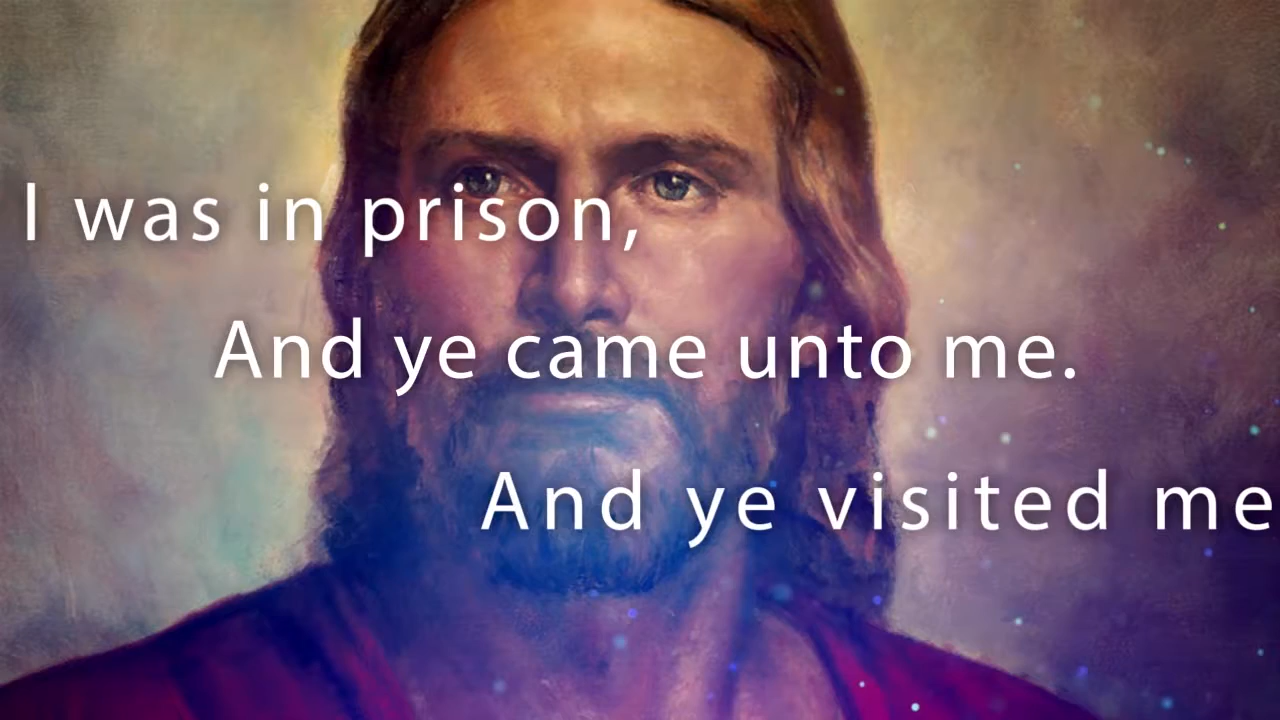 I was in prison,
And ye came unto me.
And ye visited me